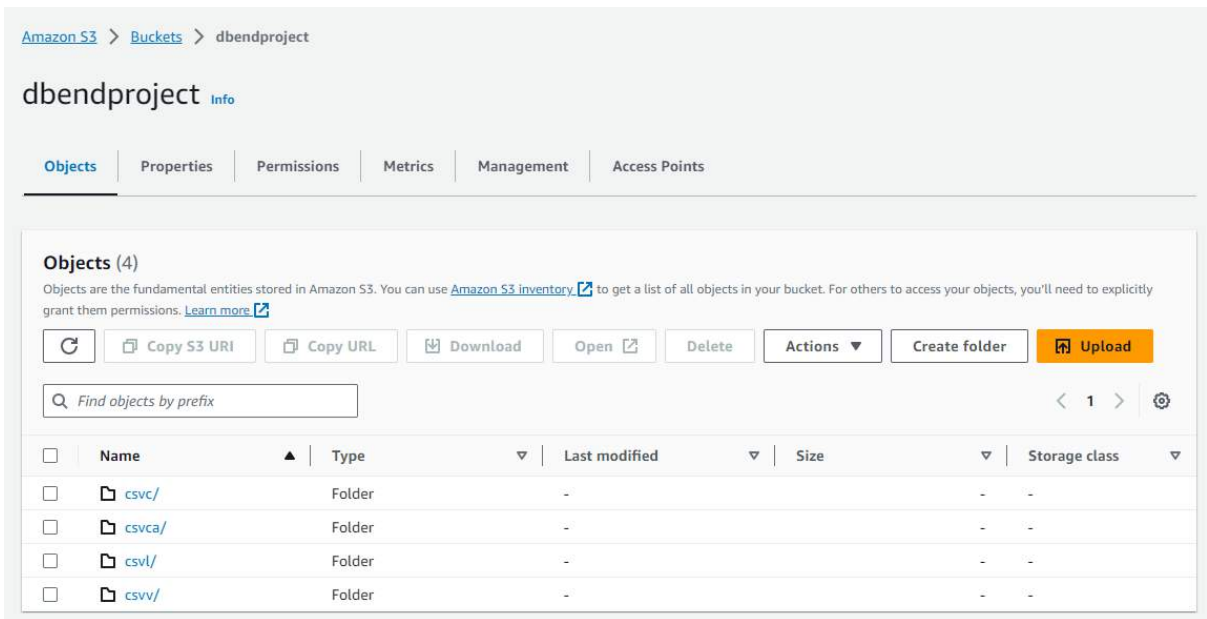 Amazon S3 > Buckets > dbendproject
dbendproject Info
Objects Properties Permissions Metrics Management Access Points
Objects (4)
Objects are the fundamental entities stored in Amazon S3. You can use Amazon S3 inventory to get a list of all objects in your bucket. For others to access your objects, you'll need to explicitly
grant them permissions. Learn more
Copy S3 URI Copy URL Download Open Delete Actions Create folder Upload
Find objects by prefix < 1 >
Name Type Last modified Size Storage class
csvc/ Folder - - -
csvca/ Folder - - -
csvl/ Folder - - -
csvv/ Folder - - -